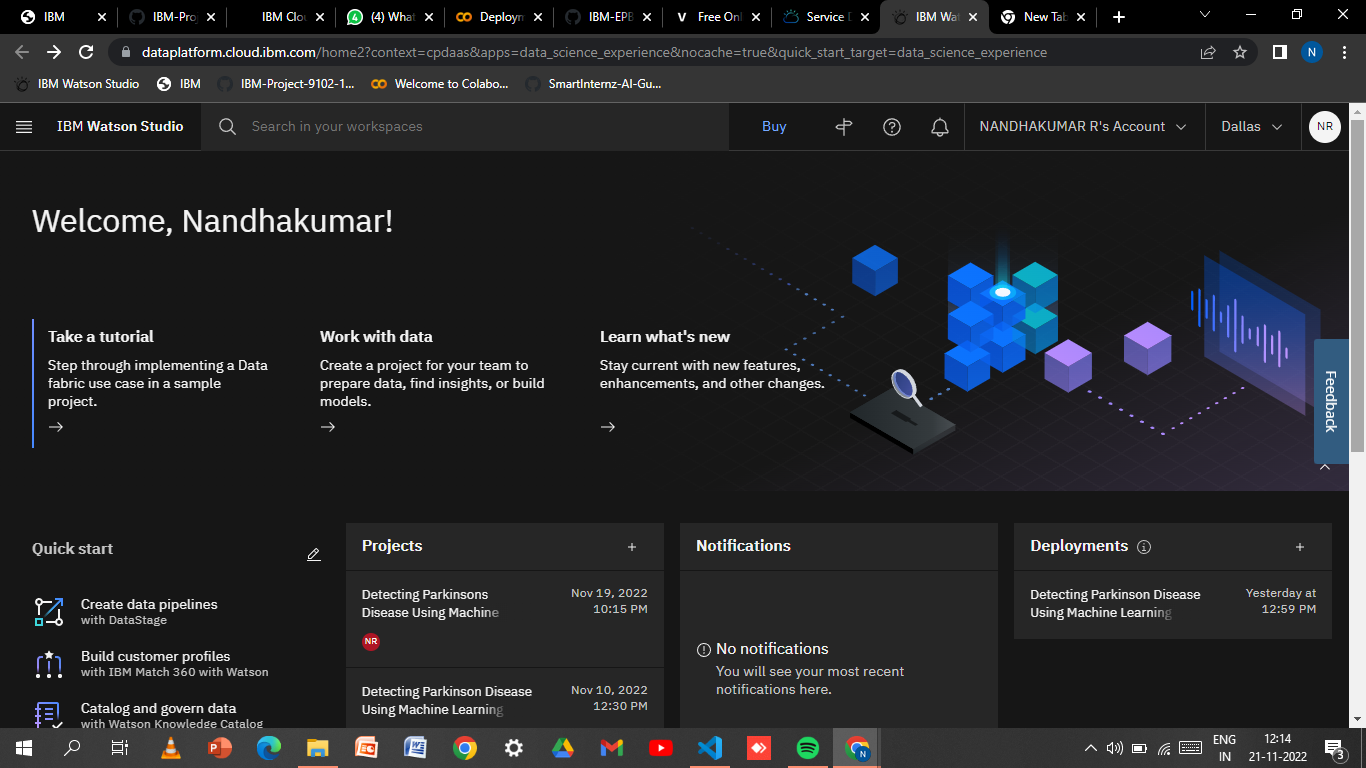 IBM
IBM-Proj
IBM Clou
(4) What
Deploym
IBM-EPB
Free Onl
Service D
IBM Wat
New Tab
dataplatform.cloud.ibm.com/home2?context=cpdaas&apps=data_science_experience&nocache=true&quick_start_target=data_science_experience
N
IBM Watson Studio
IBM
IBM-Project-9102-1...
Welcome to Colabo...
SmartInternz-AI-Gu...
IBM Watson Studio
Search in your workspaces
Buy
NANDHAKUMAR R's Account
Dallas
NR
Welcome, Nandhakumar!
Take a tutorial
Step through implementing a Data
fabric use case in a sample
project.
Work with data
Create a project for your team to
prepare data, find insights, or build
models.
Learn what's new
Stay current with new features,
enhancements, and other changes.
Feedback
Quick start
Create data pipelines
with DataStage
Build customer profiles
with IBM Match 360 with Watson
Catalog and govern data
with Watson Knowledge Catalog
Projects
Detecting Parkinsons
Disease Using Machine
Nov 19, 2022
10:15 PM
NR
Detecting Parkinson Disease
Using Machine Learning
Nov 10, 2022
12:30 PM
Notifications
No notifications
You will see your most recent
notifications here.
Deployments
Detecting Parkinson Disease
Using Machine Learning
Yesterday at
12:59 PM
ENG
IN
12:14
21-11-2022
3